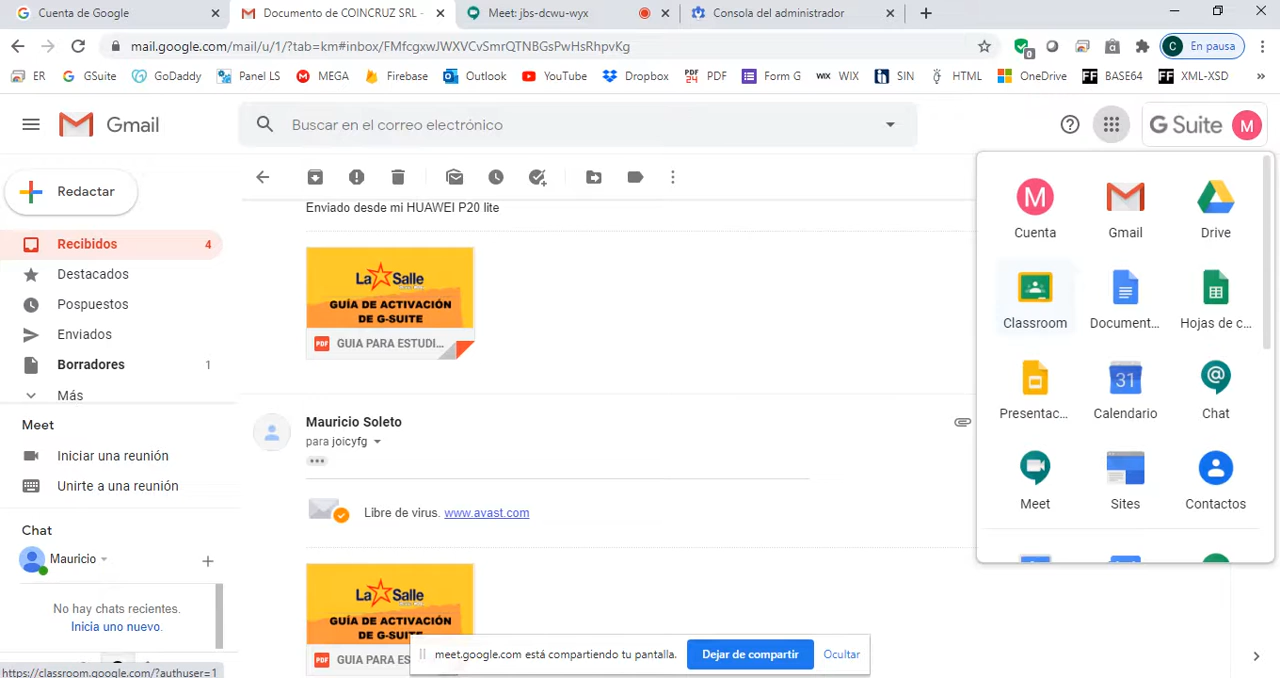 Cuenta de Google
Documento de COINCRUZ SRL -
Meet: jbs-dcwu-wyx
Consola del administrador
mail.google.com/mail/u/1/?tab=km#inbox/FMfcgxwJWXVCvSmrQTNBGsPwHsRhpvKg
0
C En pausa
ER
GSuite
GoDaddy
Panel LS
MEGA
Firebase
Outlook
YouTube
Dropbox
PDF
Form G
WIX
SIN
HTML
OneDrive
BASE64
XML-XSD
Gmail
Buscar en el correo electrónico
G Suite M
Redactar
Recibidos 4
Destacados
Pospuestos
Enviados
Borradores 1
Más
Meet
Iniciar una reunión
Unirte a una reunión
Chat
Mauricio
No hay chats recientes.
Inicia uno nuevo.
https://classroom.google.com/?authuser=1
Enviado desde mi HUAWEI P20 lite
La Salle
GUÍA DE ACTIVACIÓN
DE G-SUITE
PDF GUIA PARA ESTUDI...
Mauricio Soleto
para joicyfg
Libre de virus. www.avast.com
La Salle
GUÍA DE ACTIVACIÓN
DE G-SUITE
PDF GUIA PARA
meet.google.com está compartiendo tu pantalla.
Dejar de compartir
Ocultar
M
Cuenta
Gmail
Drive
Classroom
Document...
Hojas de c...
31
Presentac...
Calendario
Chat
Meet
Sites
Contactos